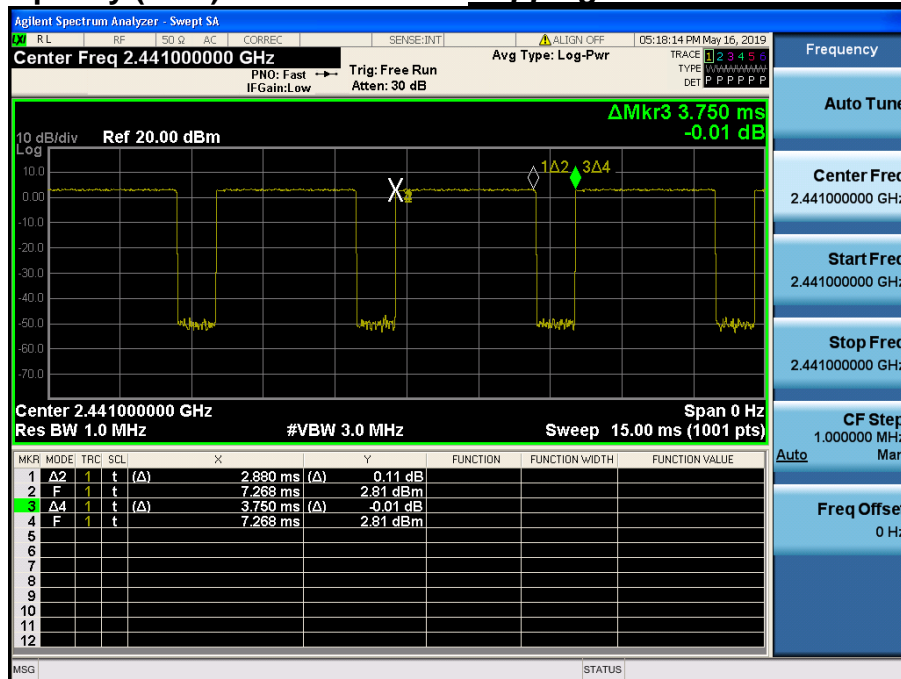 Agilent Spectrum Analyzer - Swept SA
LXI RL RF 50 Ω AC CORREC SENSE:INT ALIGN OFF 05:18:14 PM May 16, 2019
Center Freq 2.441000000 GHz
PNO: Fast
IFGain:Low
Trig: Free Run
Atten: 30 dB
Avg Type: Log-Pwr
TRACE 1 2 3 4 5 6
TYPE
DET P P P P P P
ΔMkr3 3.750 ms
-0.01 dB
10 dB/div Ref 20.00 dBm
Log
10.0
0.00
-10.0
-20.0
-30.0
-40.0
-50.0
-60.0
-70.0
X
1Δ2 3Δ4
Center 2.441000000 GHz Span 0 Hz
Res BW 1.0 MHz #VBW 3.0 MHz Sweep 15.00 ms (1001 pts)
MKR MODE TRC SCL X Y FUNCTION FUNCTION WIDTH FUNCTION VALUE
1 Δ2 1 t (Δ) 2.880 ms (Δ) 0.11 dB
2 F 1 t 7.268 ms 2.81 dBm
3 Δ4 1 t (Δ) 3.750 ms (Δ) -0.01 dB
4 F 1 t 7.268 ms 2.81 dBm
5
6
7
8
9
10
11
12
MSG STATUS
Frequency
Auto Tune
Center Freq
2.441000000 GHz
Start Freq
2.441000000 GHz
Stop Freq
2.441000000 GHz
CF Step
1.000000 MHz
Auto Man
Freq Offset
0 Hz